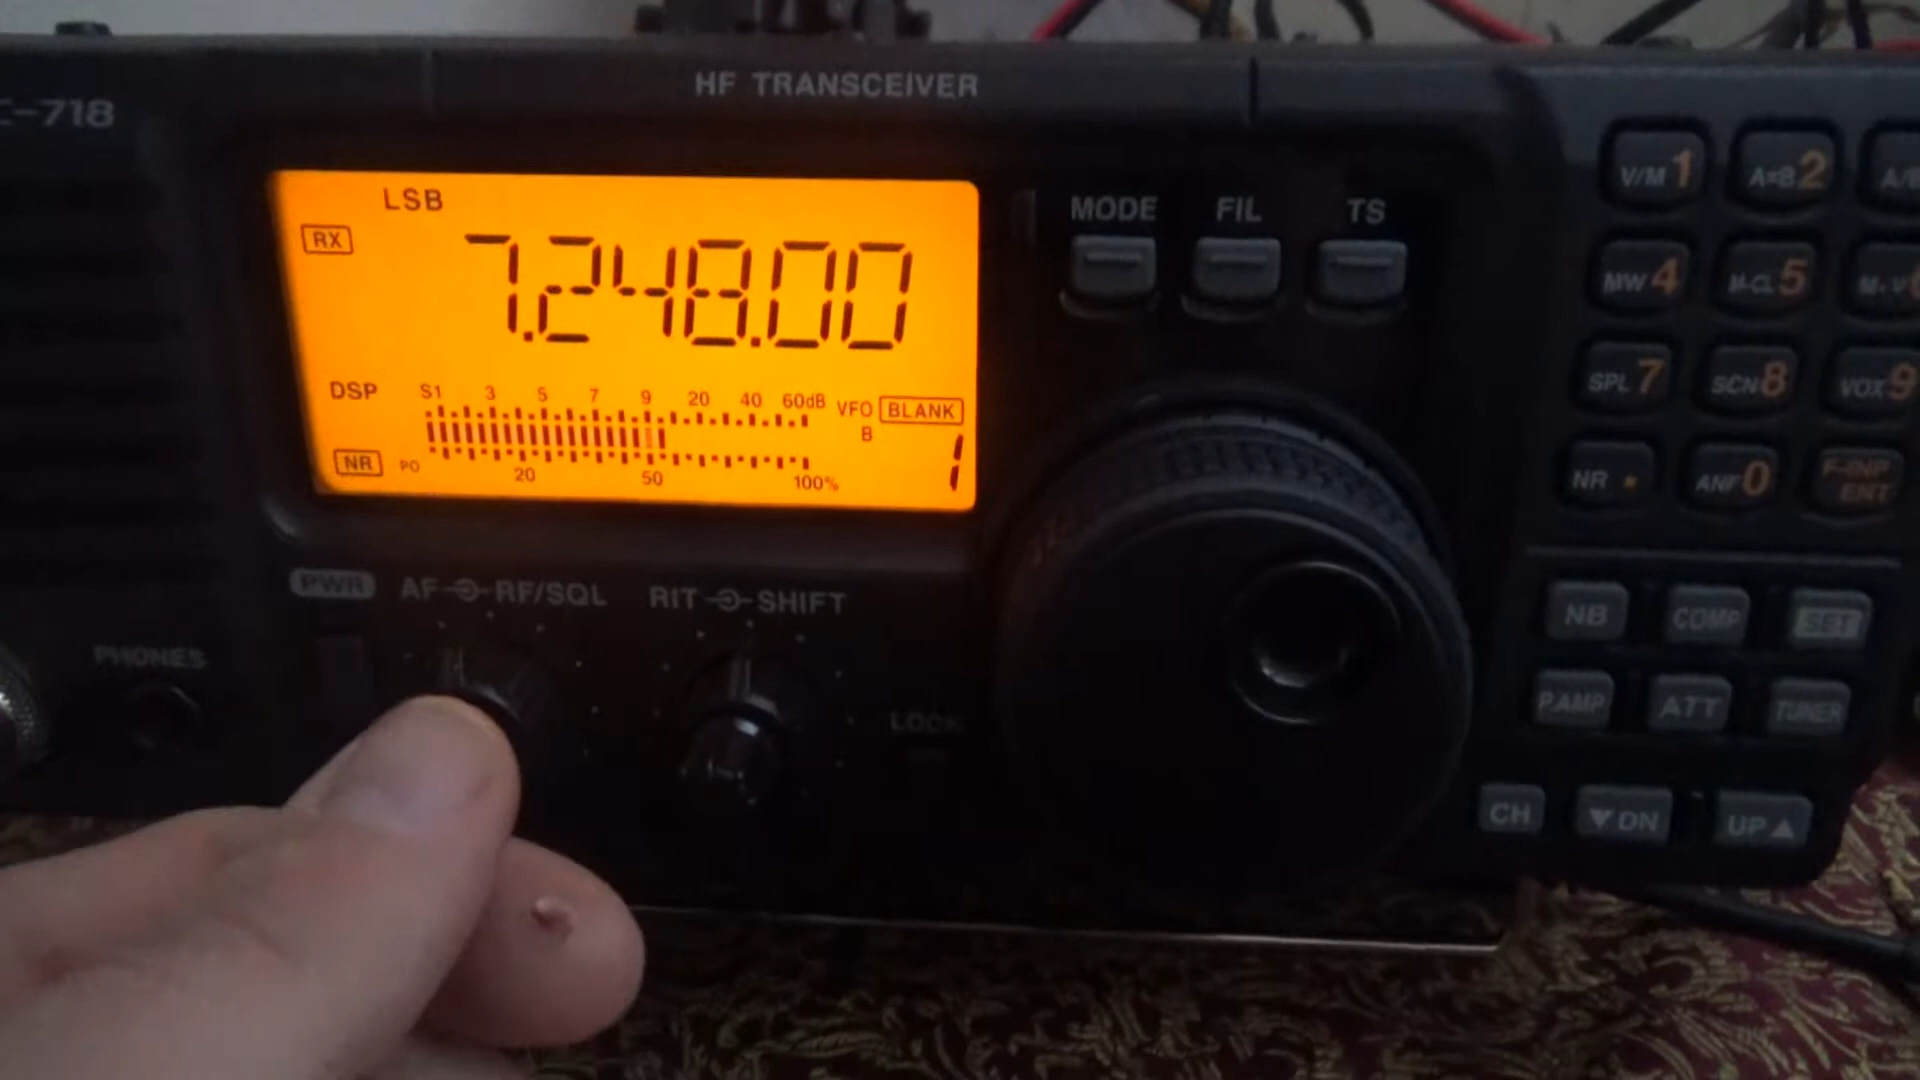 HF TRANSCEIVER
-718
LSB
RX
7.248.00
DSP
S1 3 5 7 9 20 40 60dB
VFO BLANK
B
NR
PO
20 50 100%
1
MODE FIL TS
V/M 1 A=B 2
MW 4 M-CL 5
SPL 7 SCN 8 VOX 9
NR . ANF 0 F-INP ENT
PWR AF RF/SQL RIT SHIFT
PHONES
LOCK
NB COMP SET
P.AMP ATT TUNER
CH ▼DN UP▲